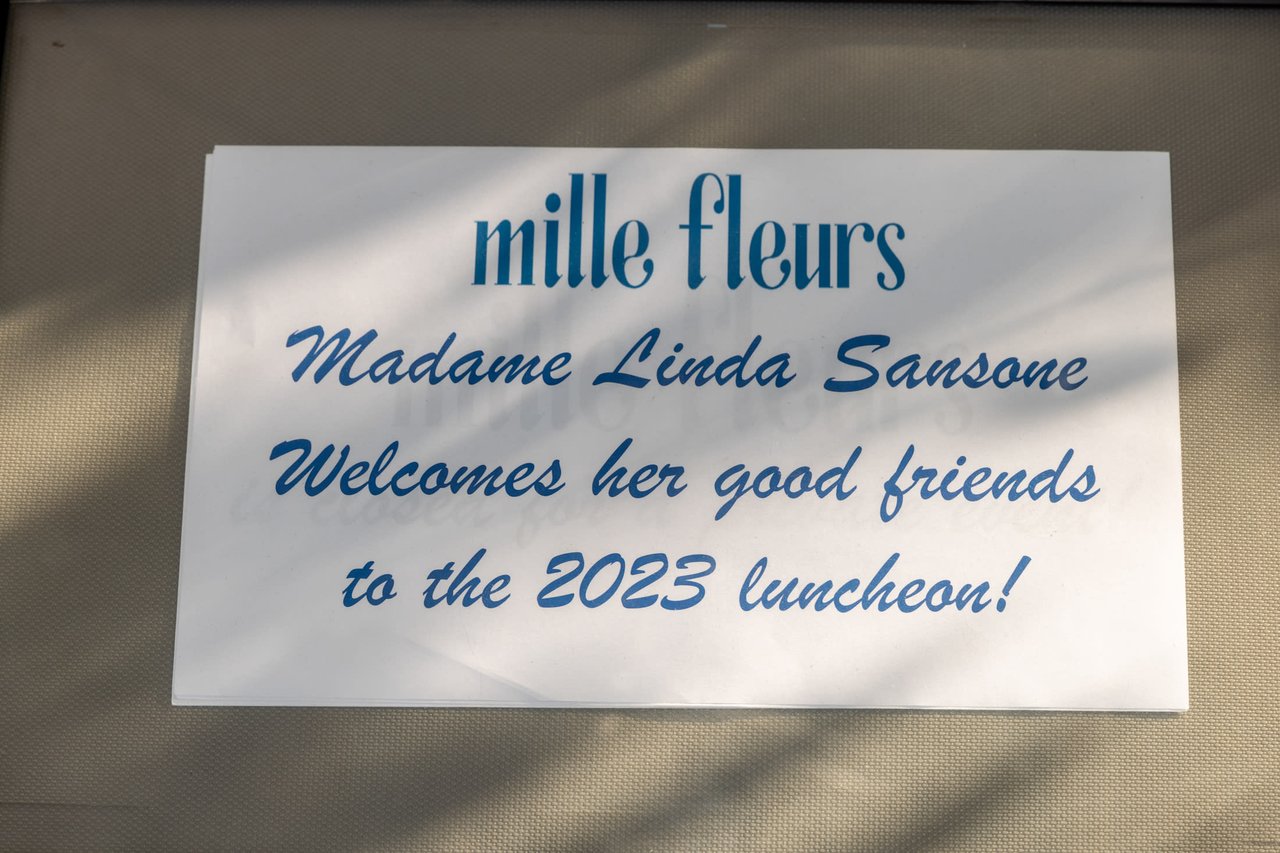 mille fleurs
Madame Linda Sansone
Welcomes her good friends
to the 2023 luncheon!